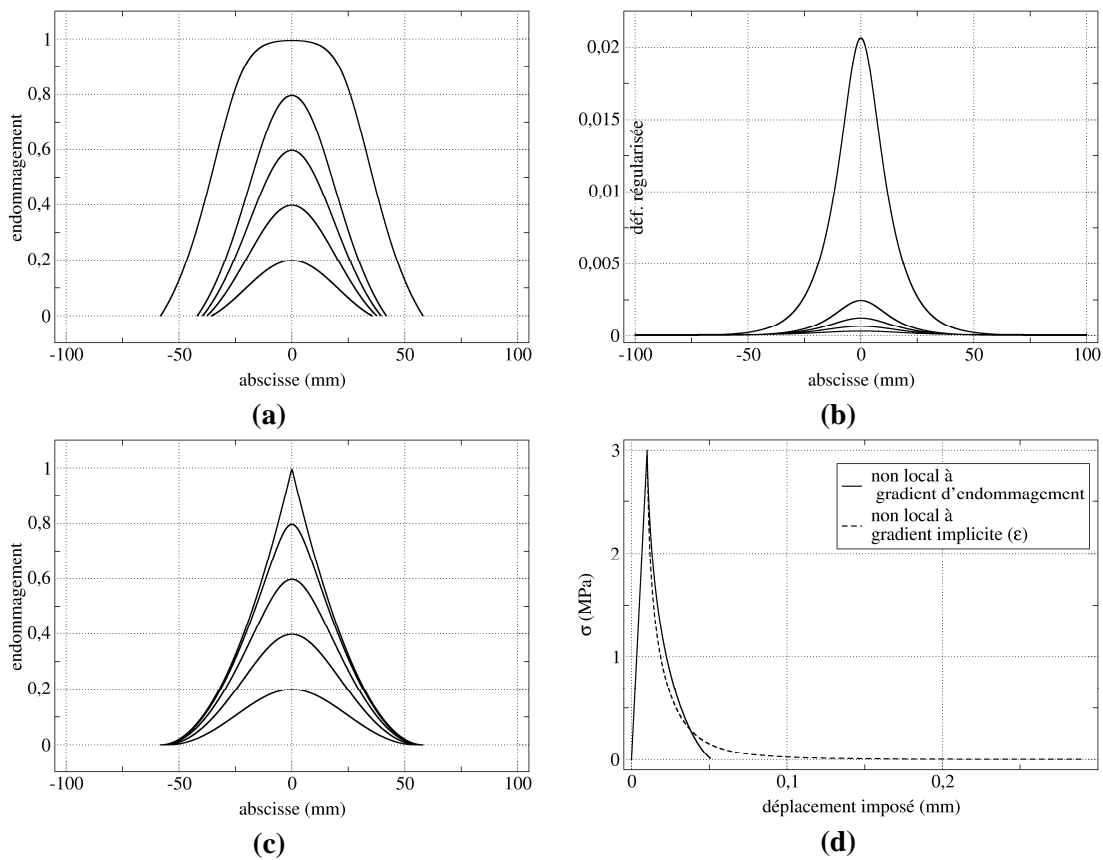 1
0,8
0,6
0,4
0,2
0
endommagement
-100
-50
0
50
100
abscisse (mm)
(a)
0,02
0,015
0,01
0,005
0
déf. régularisée
-100
-50
0
50
100
abscisse (mm)
(b)
1
0,8
0,6
0,4
0,2
0
endommagement
-100
-50
0
50
100
abscisse (mm)
(c)
3
2
1
0
σ (MPa)
non local à
gradient d'endommagement
non local à
gradient implicite (ε)
0
0,1
0,2
déplacement imposé (mm)
(d)